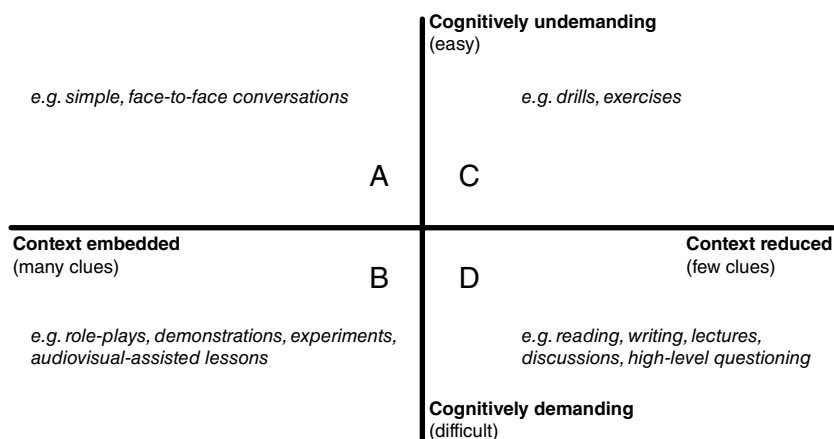 Cognitively undemanding
(easy)
e.g. simple, face-to-face conversations
e.g. drills, exercises
A
C
Context embedded
(many clues)
Context reduced
(few clues)
B
D
e.g. role-plays, demonstrations, experiments,
audiovisual-assisted lessons
e.g. reading, writing, lectures,
discussions, high-level questioning
Cognitively demanding
(difficult)